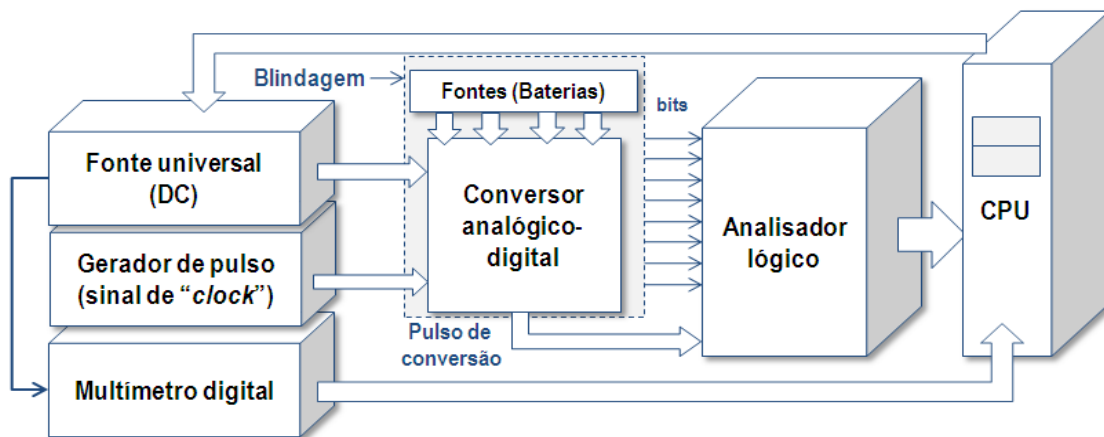 Blindagem
Fontes (Baterias)
bits
Fonte universal
(DC)
Conversor
analógico-
digital
Analisador
lógico
CPU
Gerador de pulso
(sinal de “clock”)
Pulso de
conversão
Multímetro digital